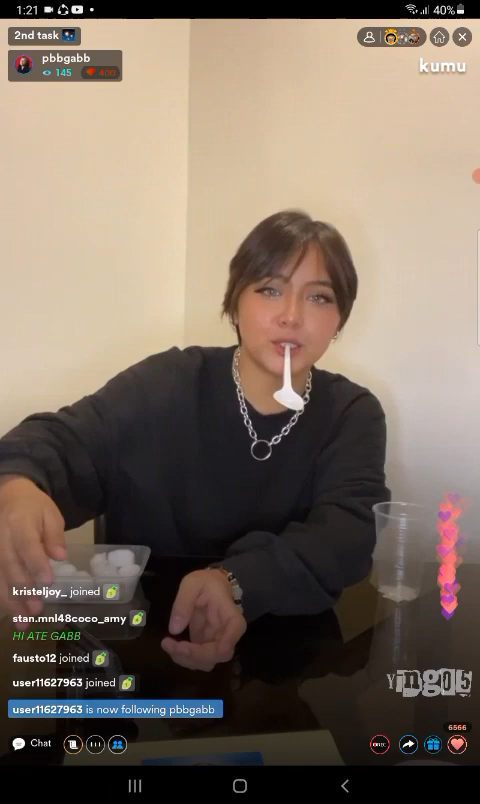 1:21
40%
2nd task
pbbgabb
145
kumu
kristeljoy_ joined
stan.mnl48coco_amy
HI ATE GABB
fausto12 joined
user11627963 joined
user11627963 is now following pbbgabb
6566
Chat